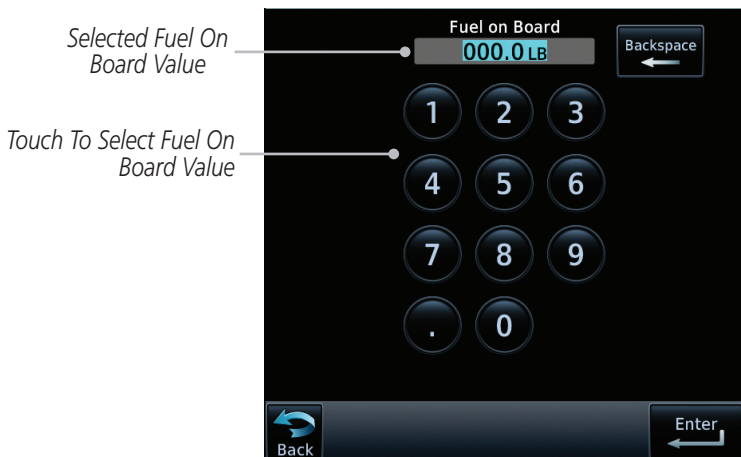 Selected Fuel On
Board Value
Fuel on Board
000.0 LB
Backspace
Touch To Select Fuel On
Board Value
1 2 3
4 5 6
7 8 9
. 0
Back
Enter